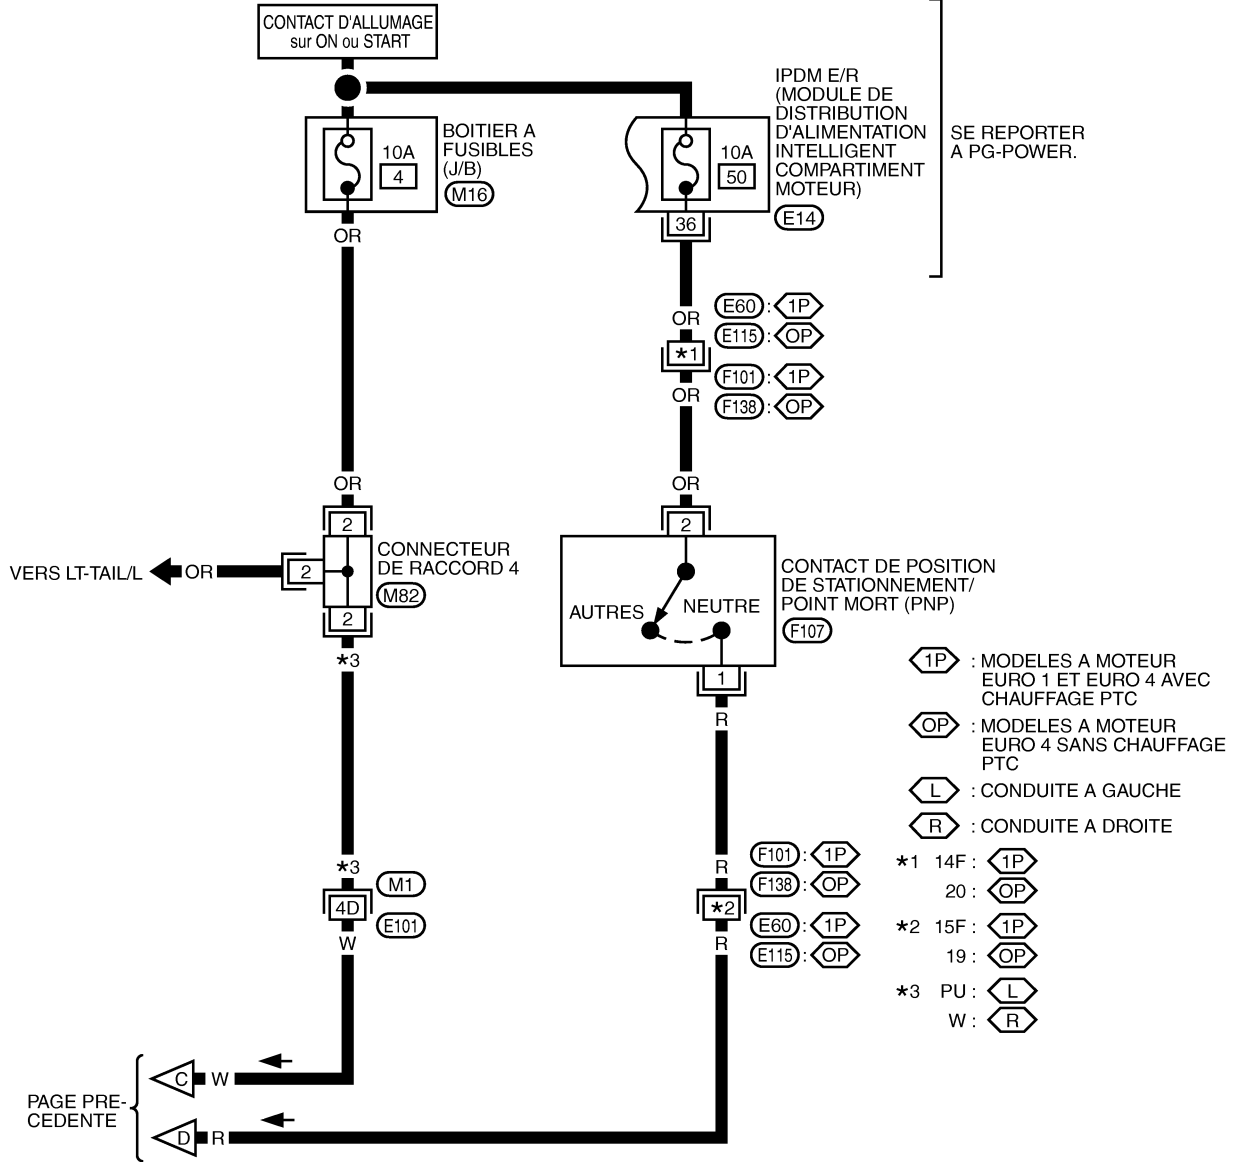 CONTACT D'ALLUMAGE
sur ON ou START
IPDM E/R
(MODULE DE
DISTRIBUTION
D'ALIMENTATION
INTELLIGENT
COMPARTIMENT
MOTEUR)
E14
BOITIER A
FUSIBLES
(J/B)
M16
10A
4
10A
50
36
SE REPORTER
A PG-POWER.
OR
OR
E60 : 1P
E115 : OP
*1
F101 : 1P
F138 : OP
OR
OR
OR
2
2
CONNECTEUR
DE RACCORD 4
M82
VERS LT-TAIL/L
OR
2
2
CONTACT DE POSITION
DE STATIONNEMENT/
POINT MORT (PNP)
F107
AUTRES
NEUTRE
1
*3
R
1P : MODELES A MOTEUR
EURO 1 ET EURO 4 AVEC
CHAUFFAGE PTC
OP : MODELES A MOTEUR
EURO 4 SANS CHAUFFAGE
PTC
L : CONDUITE A GAUCHE
R : CONDUITE A DROITE
*1 14F : 1P
20 : OP
*2 15F : 1P
19 : OP
*3 PU : L
W : R
*3
M1
4D
E101
W
R
F101 : 1P
F138 : OP
*2
E60 : 1P
E115 : OP
R
PAGE PRE-
CEDENTE
C W
D R